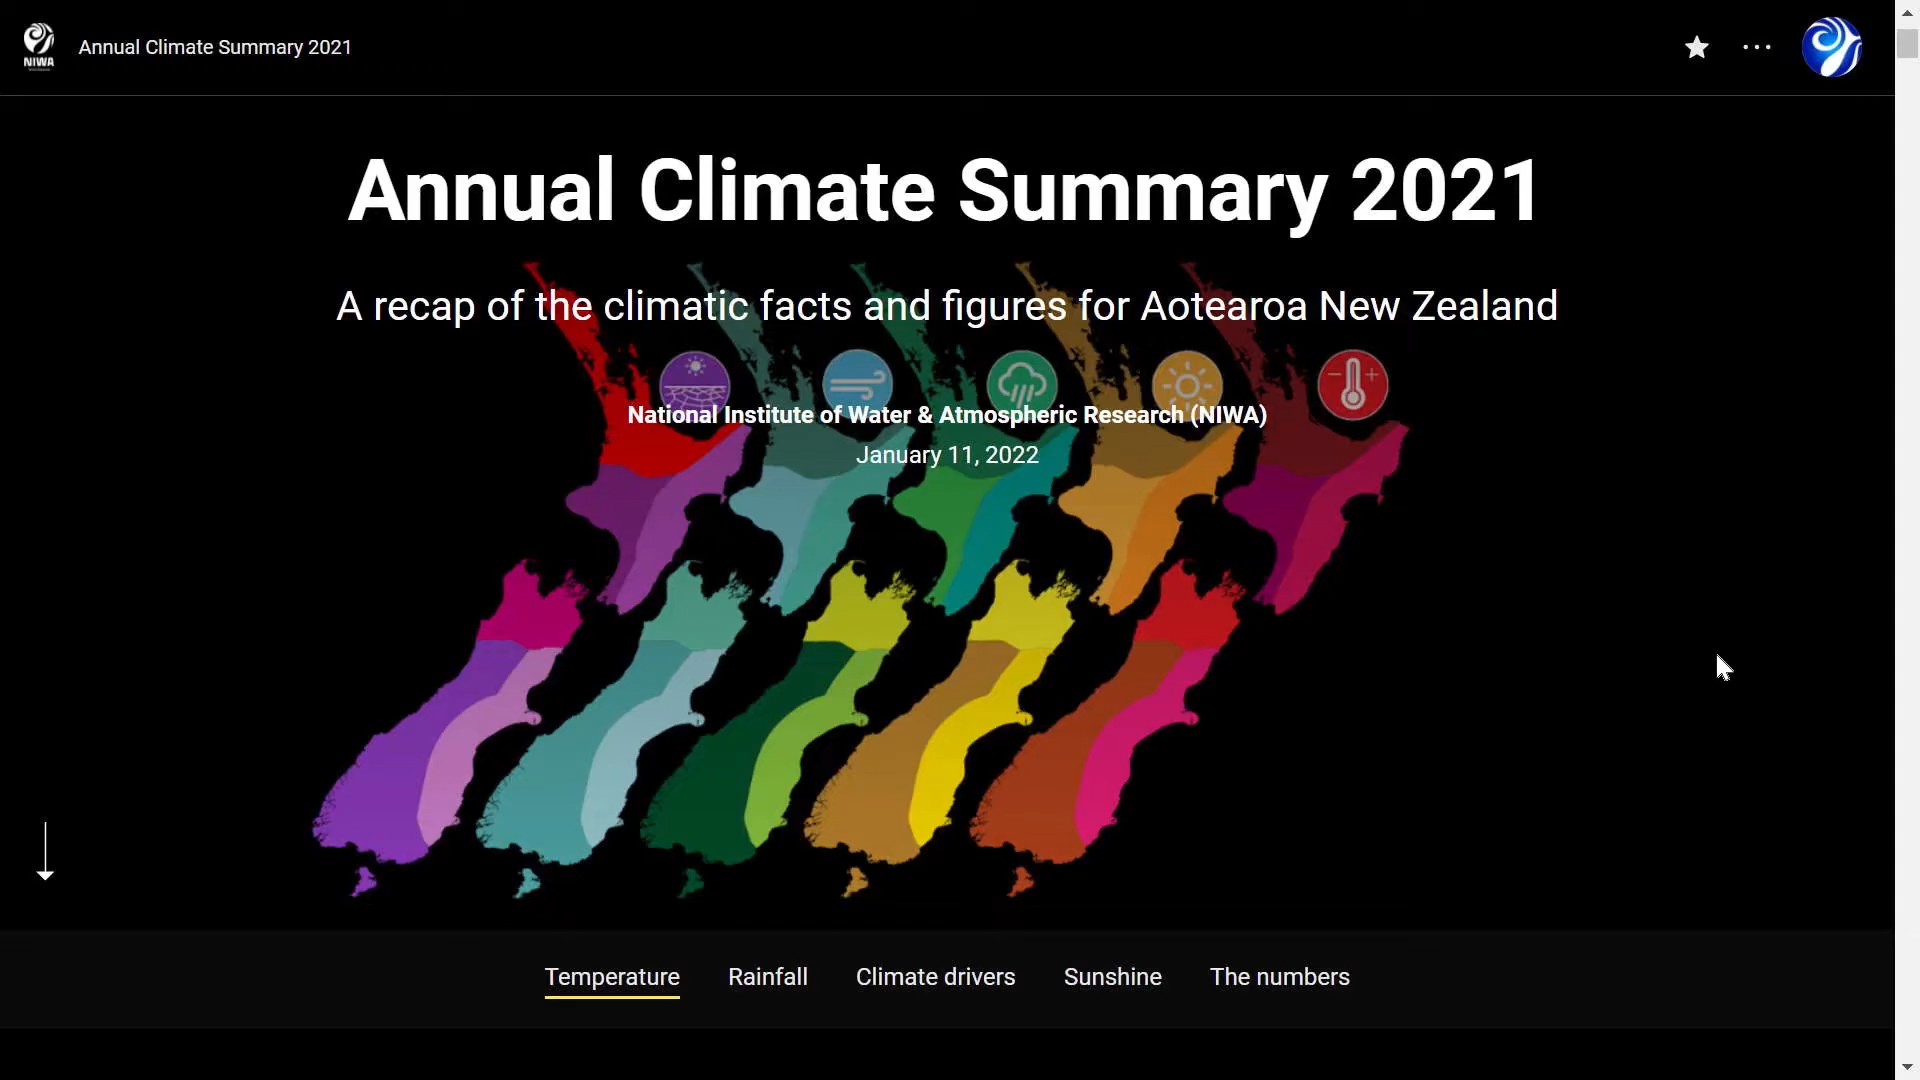 NIWA
Annual Climate Summary 2021
Annual Climate Summary 2021
A recap of the climatic facts and figures for Aotearoa New Zealand
National Institute of Water & Atmospheric Research (NIWA)
January 11, 2022
Temperature
Rainfall
Climate drivers
Sunshine
The numbers